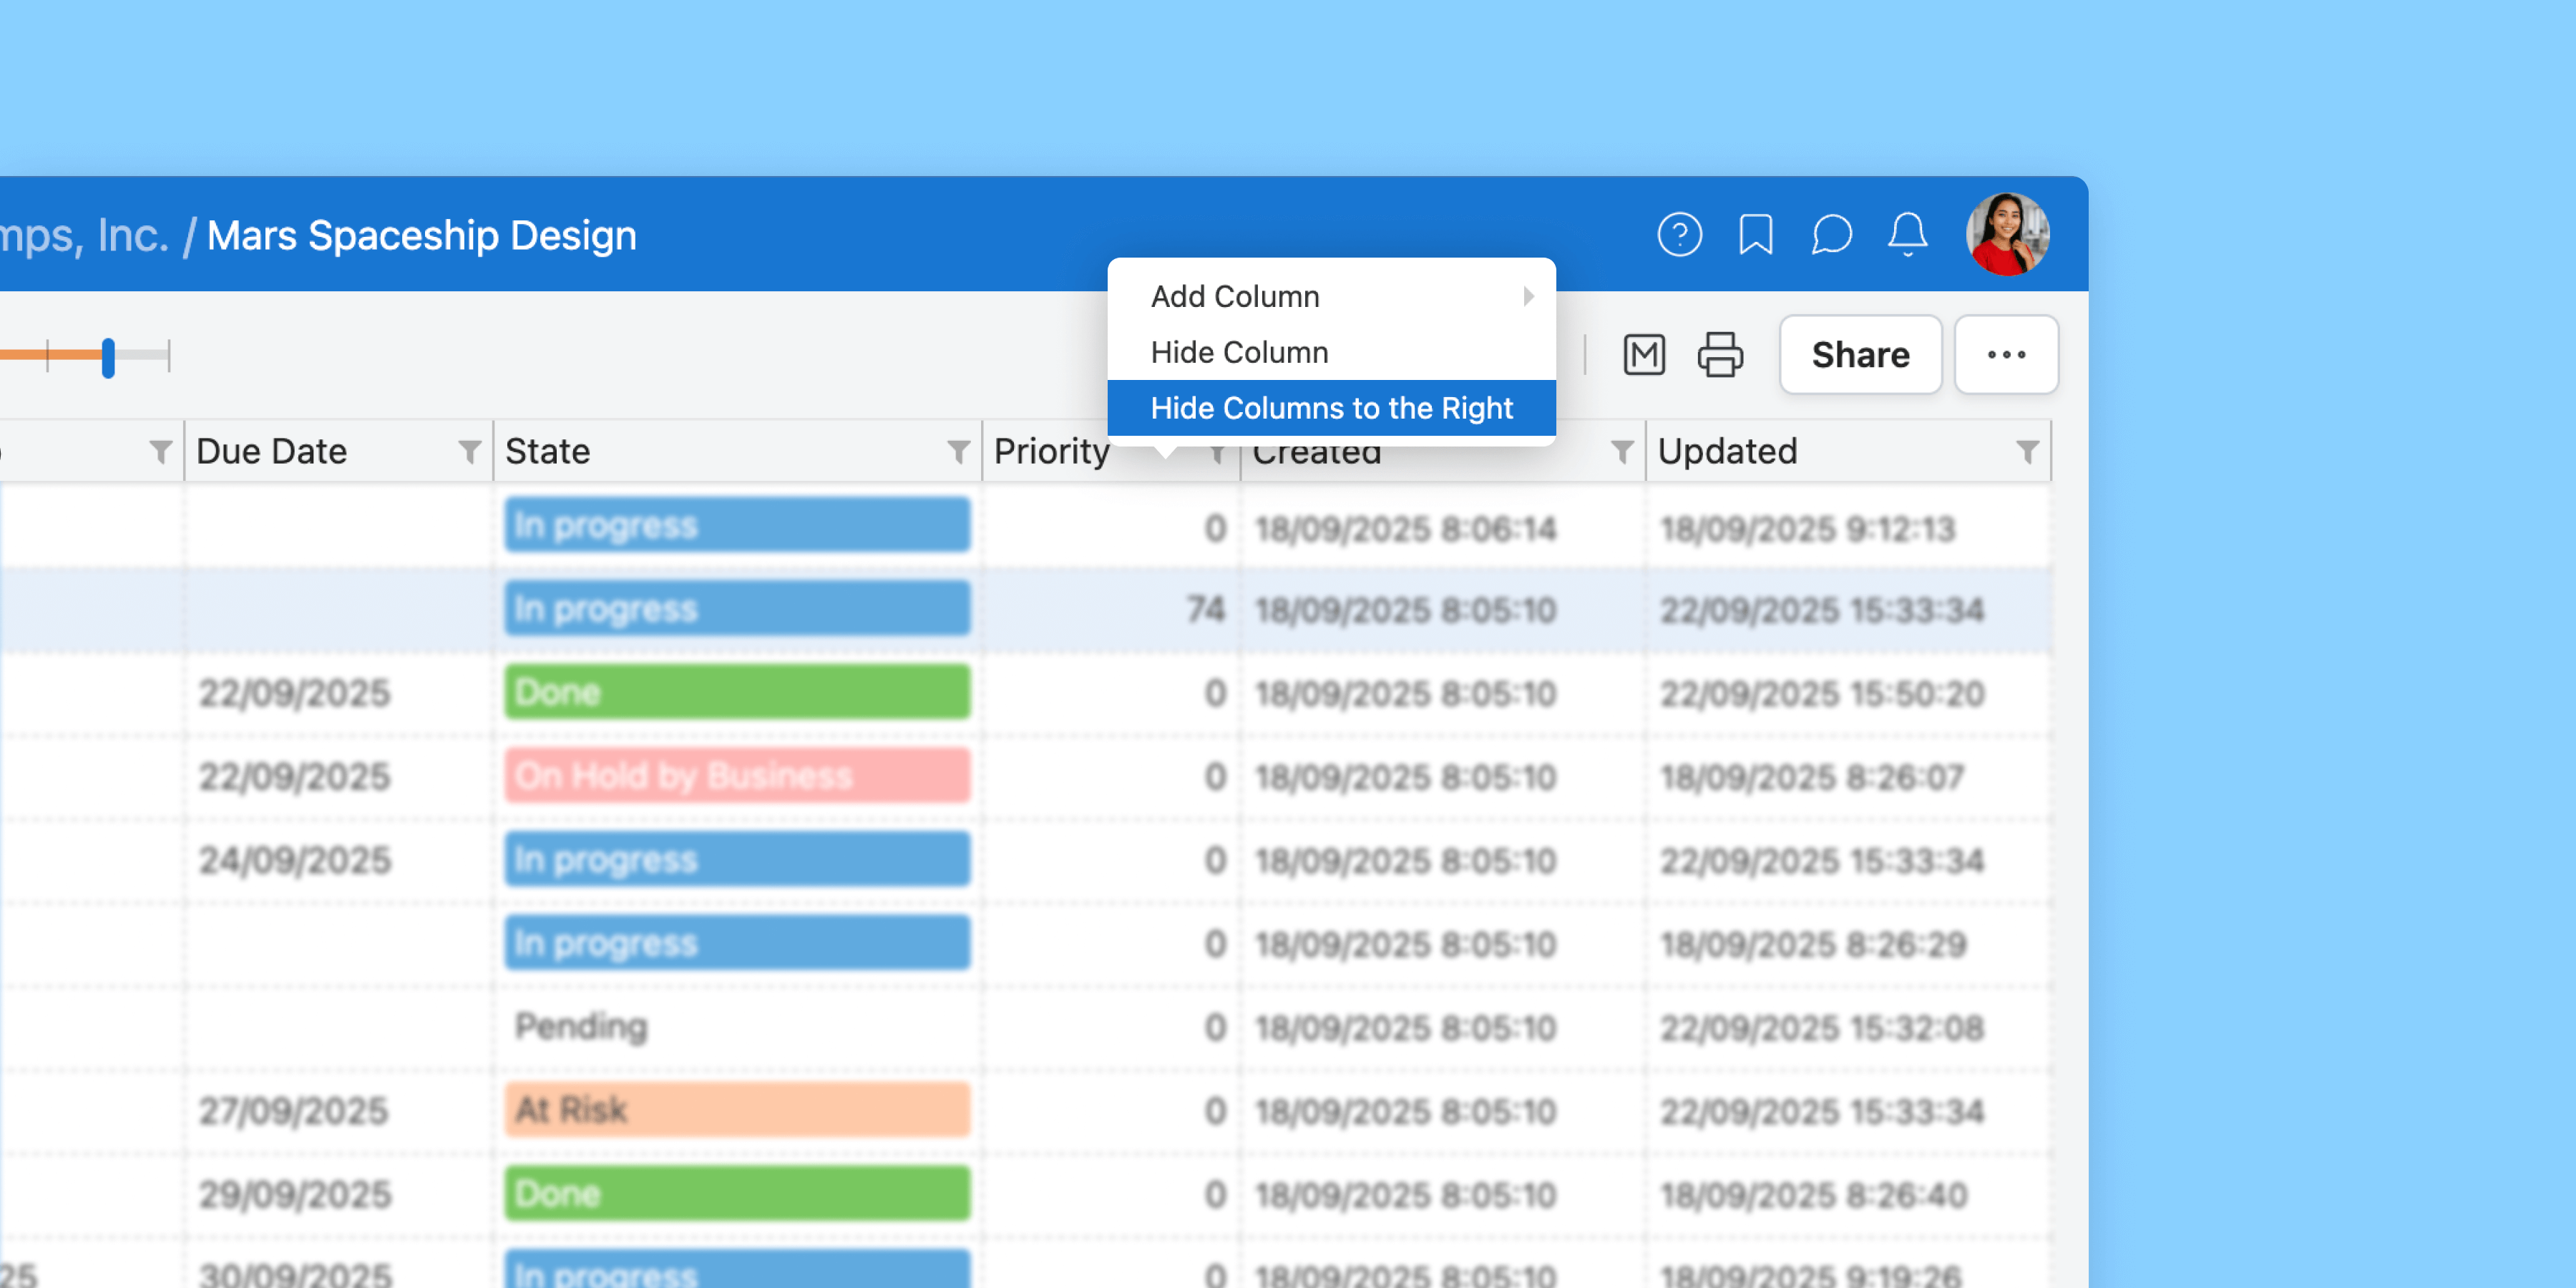 mps, Inc. / Mars Spaceship Design
Add Column
Hide Column
Hide Columns to the Right
Share
Due Date State Priority Created Updated
In progress 0 18/09/2025 8:06:14 18/09/2025 9:12:13
In progress 74 18/09/2025 8:05:10 22/09/2025 15:33:34
22/09/2025 Done 0 18/09/2025 8:05:10 22/09/2025 15:50:20
22/09/2025 On Hold by Business 0 18/09/2025 8:05:10 18/09/2025 8:26:07
24/09/2025 In progress 0 18/09/2025 8:05:10 22/09/2025 15:33:34
In progress 0 18/09/2025 8:05:10 18/09/2025 8:26:29
Pending 0 18/09/2025 8:05:10 22/09/2025 15:32:08
27/09/2025 At Risk 0 18/09/2025 8:05:10 22/09/2025 15:33:34
29/09/2025 Done 0 18/09/2025 8:05:10 18/09/2025 8:26:40
25 30/09/2025 In progress 0 18/09/2025 8:05:10 18/09/2025 9:19:26